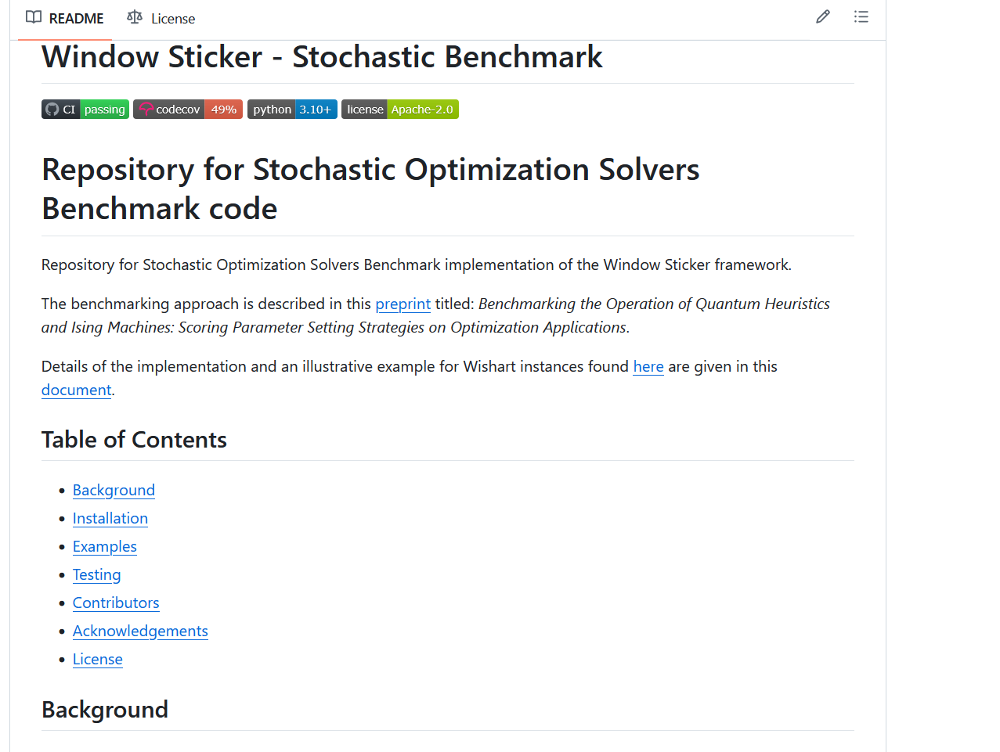 README License
Window Sticker - Stochastic Benchmark
CI passing codecov 49% python 3.10+ license Apache-2.0
Repository for Stochastic Optimization Solvers
Benchmark code
Repository for Stochastic Optimization Solvers Benchmark implementation of the Window Sticker framework.
The benchmarking approach is described in this preprint titled: Benchmarking the Operation of Quantum Heuristics
and Ising Machines: Scoring Parameter Setting Strategies on Optimization Applications.
Details of the implementation and an illustrative example for Wishart instances found here are given in this
document.
Table of Contents
Background
Installation
Examples
Testing
Contributors
Acknowledgements
License
Background